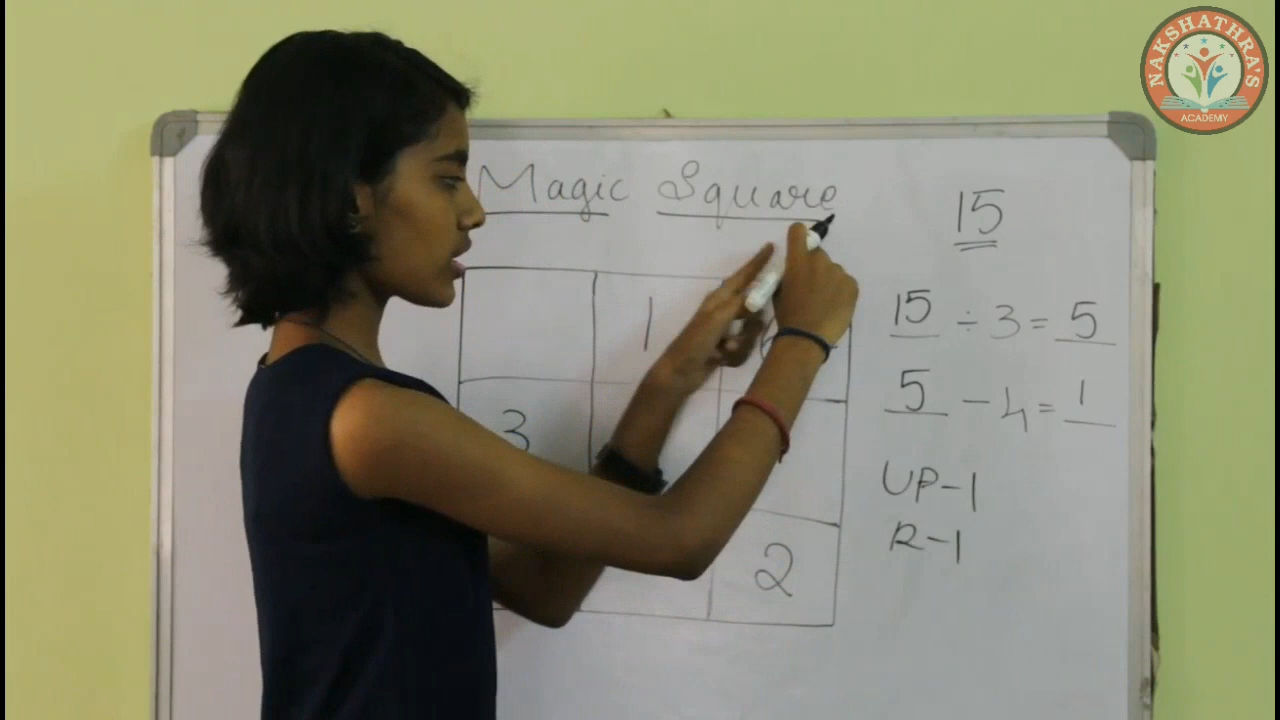 NAKSHATHRA'S
ACADEMY
Magic Square
15
15 ÷ 3 = 5
5 - 4 = 1
UP-1
R-1
1
3
2